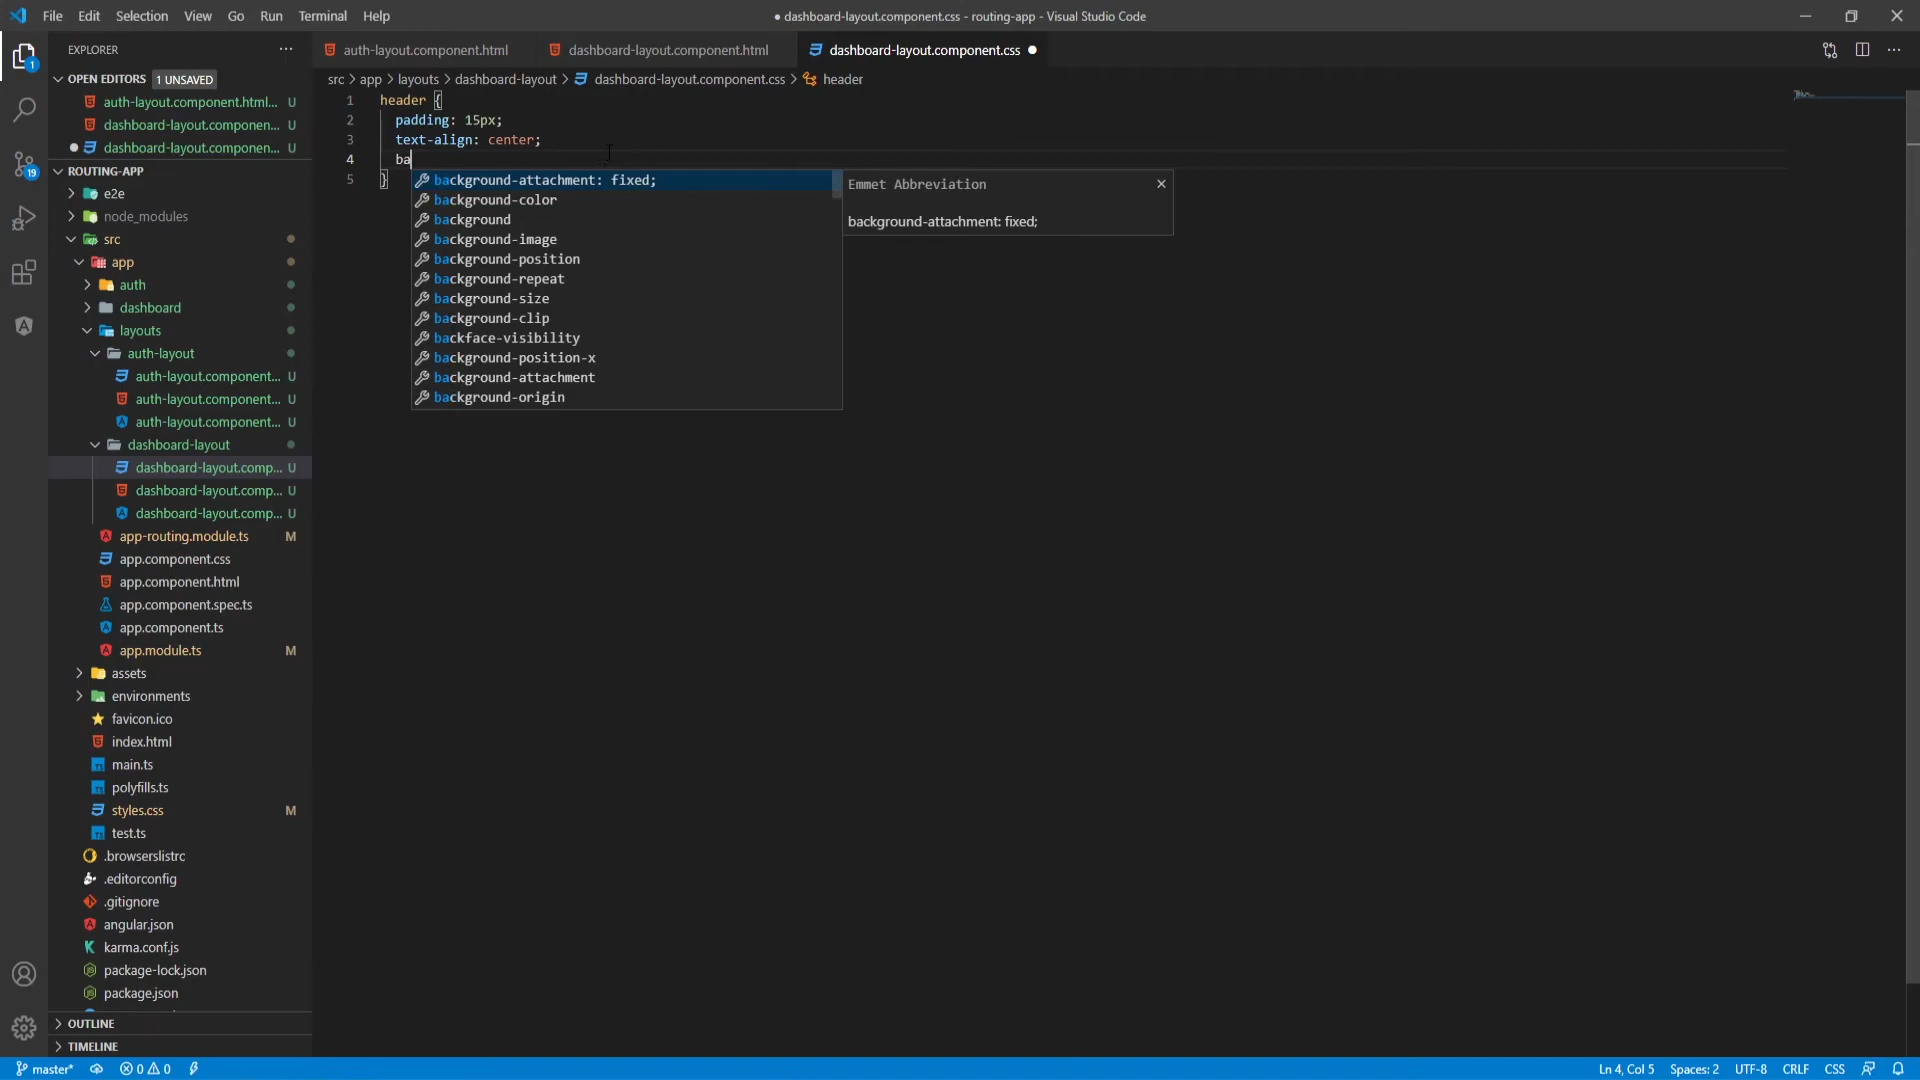 File Edit Selection View Go Run Terminal Help
● dashboard-layout.component.css - routing-app - Visual Studio Code
EXPLORER
auth-layout.component.html
dashboard-layout.component.html
dashboard-layout.component.css
OPEN EDITORS 1 UNSAVED
auth-layout.component.html... U
dashboard-layout.componen... U
dashboard-layout.componen... U
ROUTING-APP
e2e
node_modules
src
app
auth
dashboard
layouts
auth-layout
auth-layout.component... U
auth-layout.component... U
auth-layout.component... U
dashboard-layout
dashboard-layout.comp... U
dashboard-layout.comp... U
dashboard-layout.comp... U
app-routing.module.ts M
app.component.css
app.component.html
app.component.spec.ts
app.component.ts
app.module.ts M
assets
environments
favicon.ico
index.html
main.ts
polyfills.ts
styles.css M
test.ts
.browserslistrc
.editorconfig
.gitignore
angular.json
karma.conf.js
package-lock.json
package.json
OUTLINE
TIMELINE
src > app > layouts > dashboard-layout > dashboard-layout.component.css > header
1 header {
2 padding: 15px;
3 text-align: center;
4 ba
5 }
background-attachment: fixed;
background-color
background
background-image
background-position
background-repeat
background-size
background-clip
backface-visibility
background-position-x
background-attachment
background-origin
Emmet Abbreviation
background-attachment: fixed;
1
19
master* 0 0
Ln 4, Col 5 Spaces: 2 UTF-8 CRLF CSS